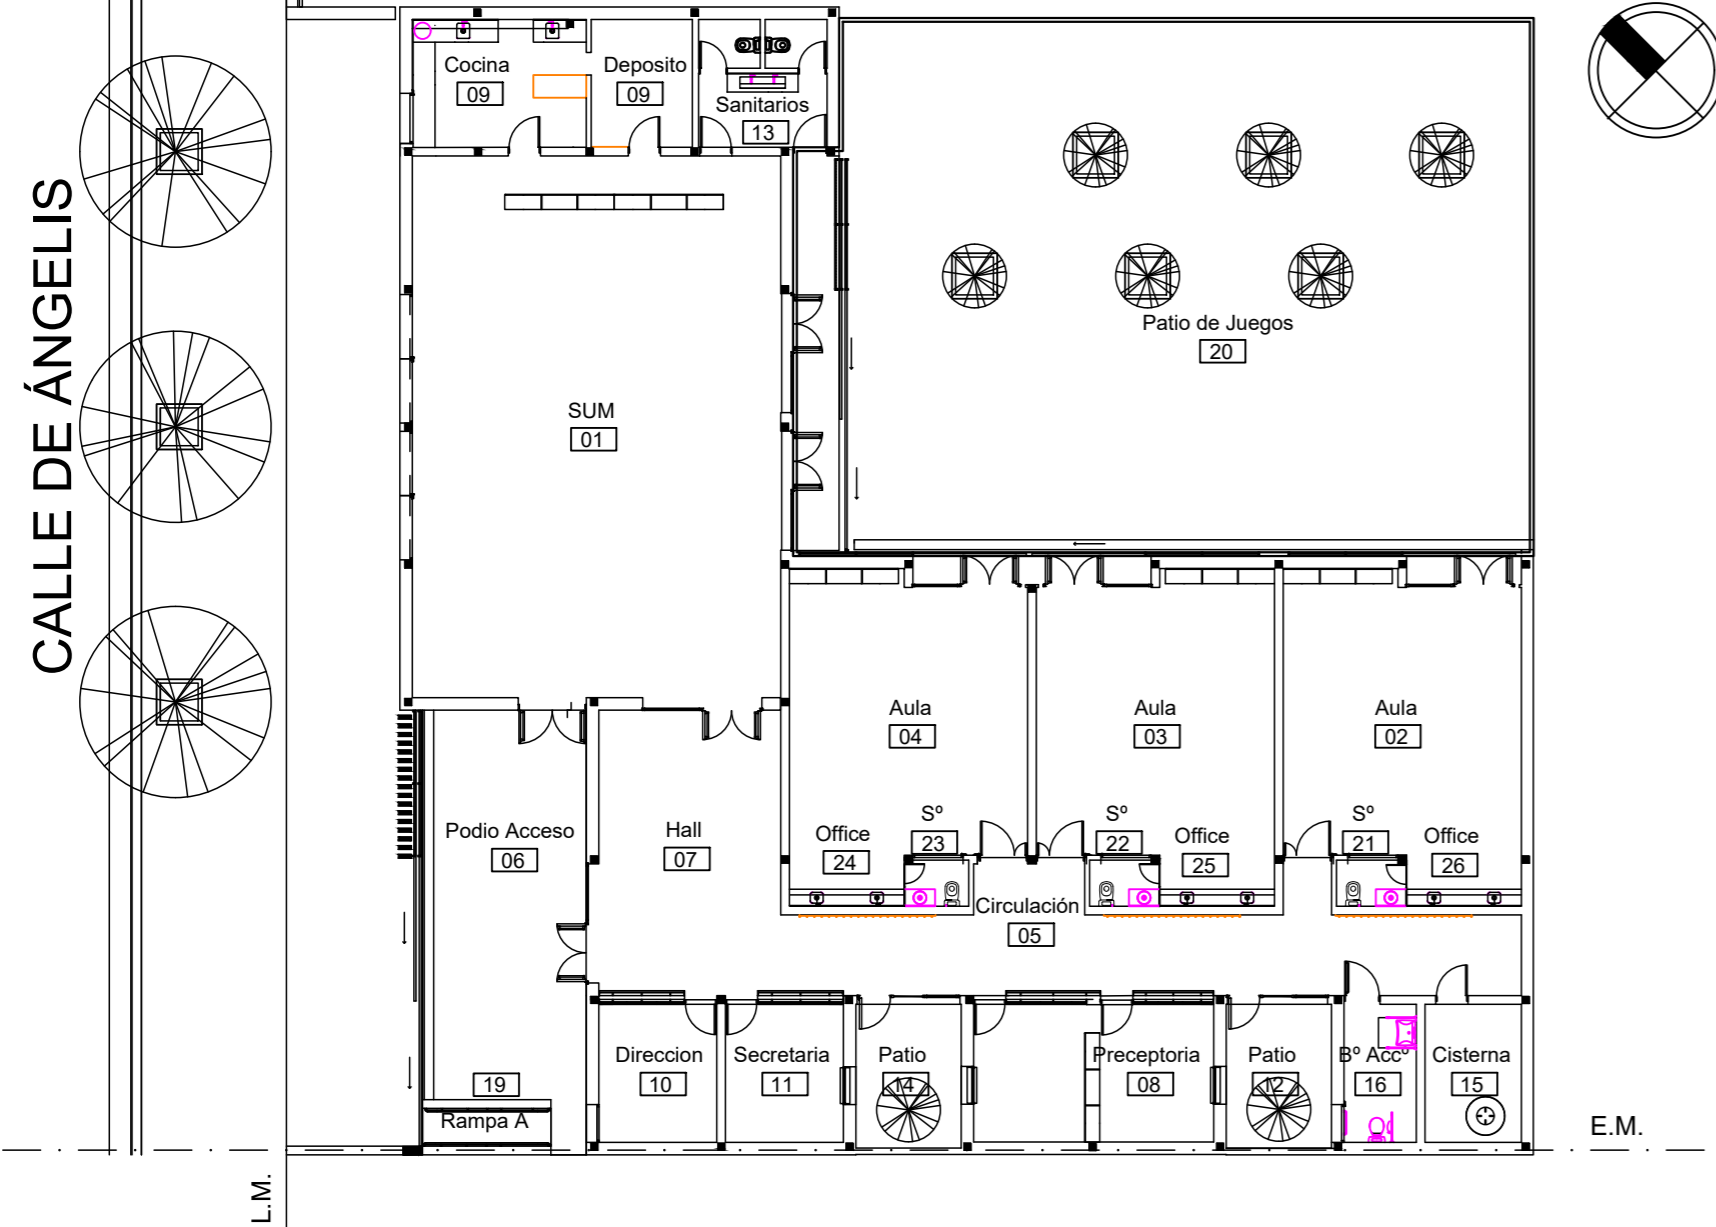 CALLE DE ÁNGELIS
Cocina
09
Deposito
09
Sanitarios
13
Patio de Juegos
20
SUM
01
Aula
04
Aula
03
Aula
02
Podio Acceso
06
Hall
07
Office
24
Sº
23
Sº
22
Office
25
Sº
21
Office
26
Circulación
05
Direccion
10
Secretaria
11
Patio
14
Preceptoria
08
Patio
12
Bº Accº
16
Cisterna
15
19
Rampa A
E.M.
L.M.